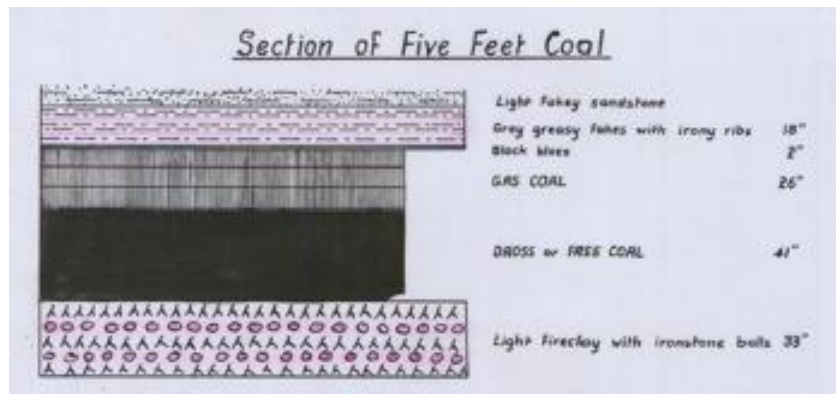 Section of Five Feet Coal
Light fakey sandstone
Grey greasy fakes with irony ribs 18"
Black blaes 2"
GAS COAL 26"
DROSS or FREE COAL 41"
Light Fireclay with ironstone balls 33"